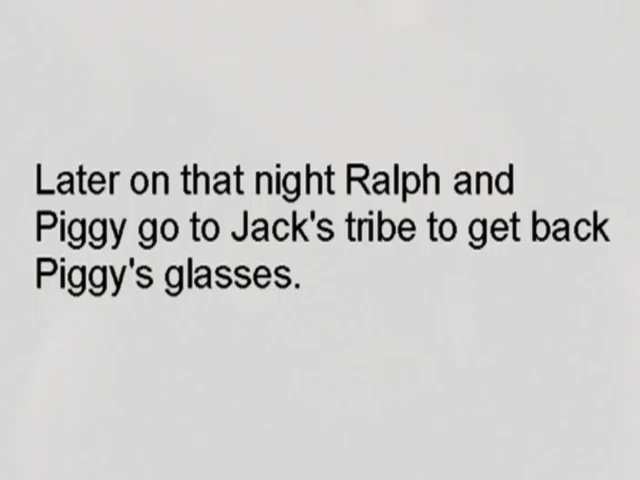 Later on that night Ralph and
Piggy go to Jack's tribe to get back
Piggy's glasses.